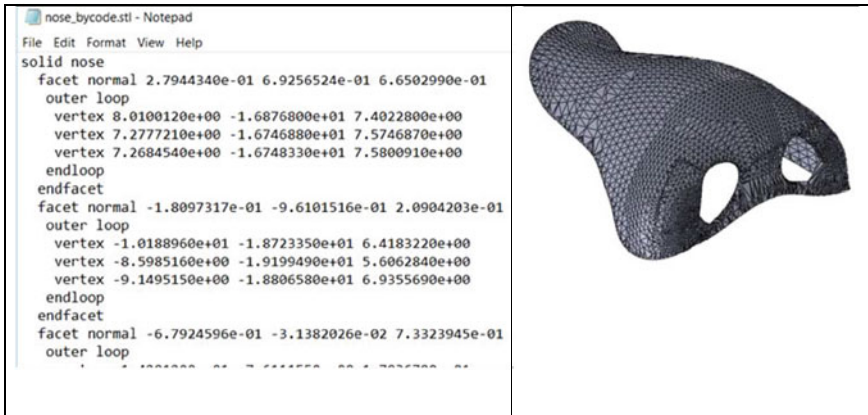 nose_bycode.stl - Notepad
File Edit Format View Help
solid nose
facet normal 2.7944340e-01 6.9256524e-01 6.6502990e-01
outer loop
vertex 8.0100120e+00 -1.6876800e+01 7.4022800e+00
vertex 7.2777210e+00 -1.6746880e+01 7.5746870e+00
vertex 7.2684540e+00 -1.6748330e+01 7.5800910e+00
endloop
endfacet
facet normal -1.8097317e-01 -9.6101516e-01 2.0904203e-01
outer loop
vertex -1.0188960e+01 -1.8723350e+01 6.4183220e+00
vertex -8.5985160e+00 -1.9199490e+01 5.6062840e+00
vertex -9.1495150e+00 -1.8806580e+01 6.9355690e+00
endloop
endfacet
facet normal -6.7924596e-01 -3.1382026e-02 7.3323945e-01
outer loop